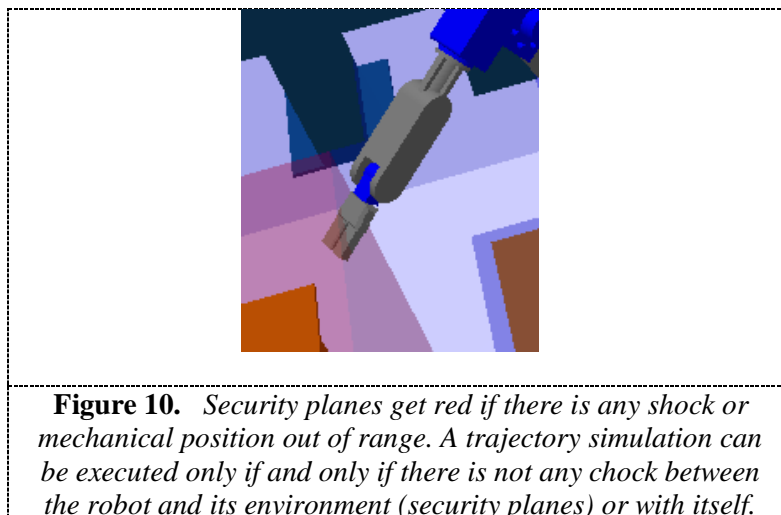 Figure 10. Security planes get red if there is any shock or
mechanical position out of range. A trajectory simulation can
be executed only if and only if there is not any chock between
the robot and its environment (security planes) or with itself.